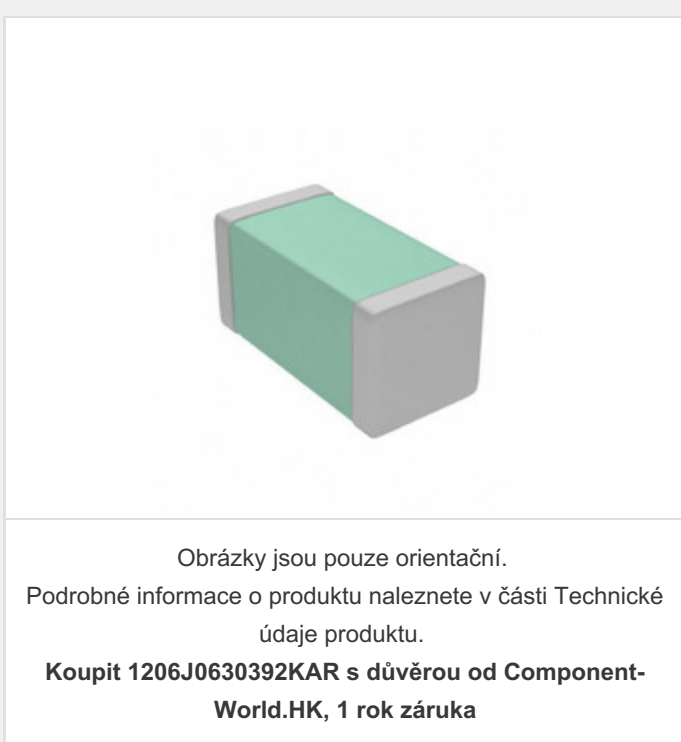 Obrázky jsou pouze orientační.
Podrobné informace o produktu naleznete v části Technické
údaje produktu.
Koupit 1206J0630392KAR s důvěrou od Component-
World.HK, 1 rok záruka